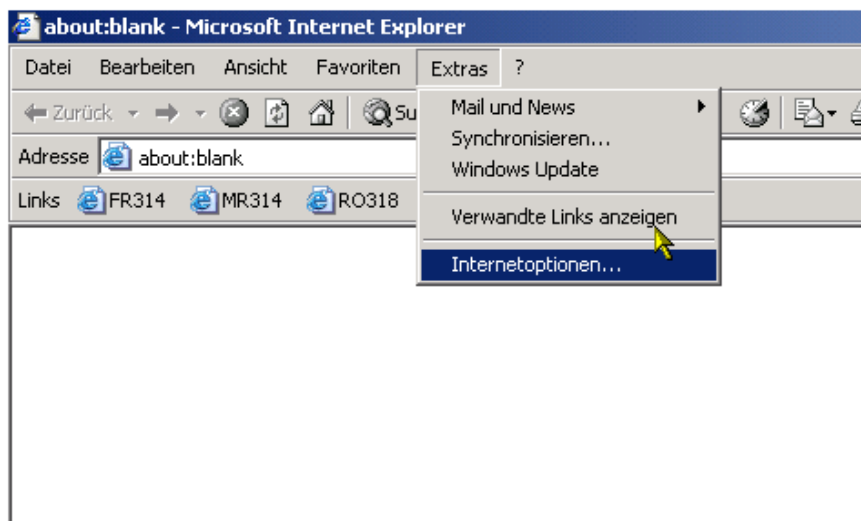 about:blank - Microsoft Internet Explorer
Datei Bearbeiten Ansicht Favoriten Extras ?
Zurück
Mail und News
Synchronisieren...
Windows Update
Adresse about:blank
Links FR314 MR314 RO318
Verwandte Links anzeigen
Internetoptionen...